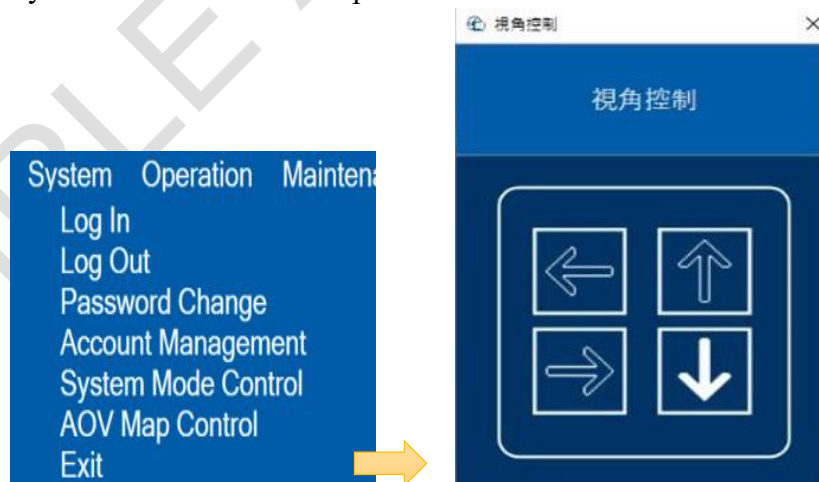 視角控制
視角控制
System Operation Maintena
Log In
Log Out
Password Change
Account Management
System Mode Control
AOV Map Control
Exit